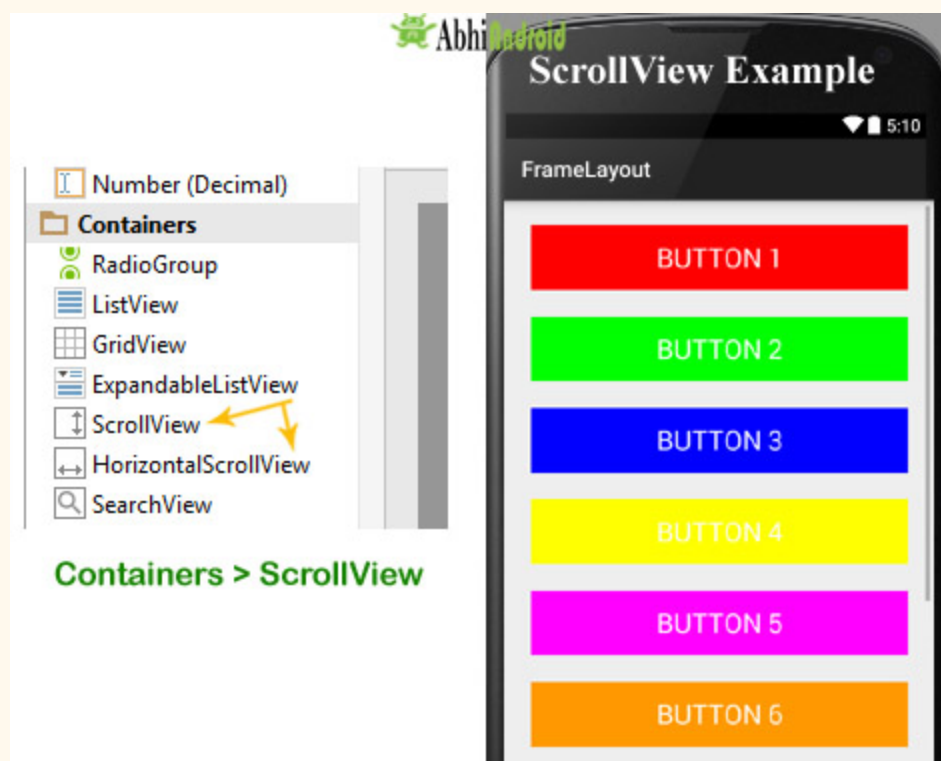 AbhiAndroid
ScrollView Example
5:10
FrameLayout
Number (Decimal)
Containers
RadioGroup
ListView
GridView
ExpandableListView
ScrollView
HorizontalScrollView
SearchView
Containers > ScrollView
BUTTON 1
BUTTON 2
BUTTON 3
BUTTON 4
BUTTON 5
BUTTON 6